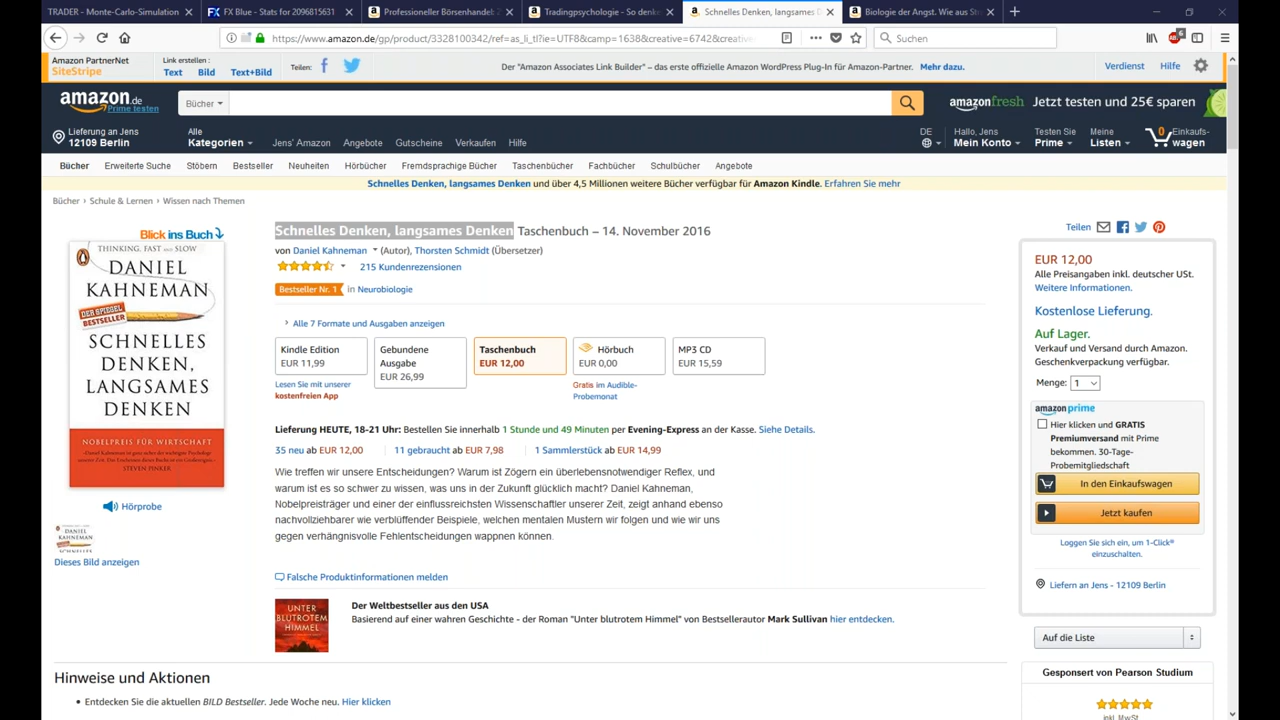 TRADER - Monte-Carlo-Simulation
FX Blue - Stats for 2096815631
Professioneller Börsenhandel:
Tradingpsychologie - So denke
Schnelles Denken, langsames D
Biologie der Angst. Wie aus St
https://www.amazon.de/gp/product/3328100342/ref=as_li_tl?ie=UTF8&camp=1638&creative=6742&creative
Suchen
Amazon PartnerNet
SiteStripe
Link erstellen :
Text Bild Text+Bild
Teilen:
Der "Amazon Associates Link Builder" – das erste offizielle Amazon WordPress Plug-In für Amazon-Partner. Mehr dazu.
Verdienst Hilfe
amazon.de
Prime testen
Bücher
amazonfresh Jetzt testen und 25€ sparen
Lieferung an Jens
12109 Berlin
Alle
Kategorien
Jens' Amazon Angebote Gutscheine Verkaufen Hilfe
DE
Hallo, Jens
Mein Konto
Testen Sie
Prime
Meine
Listen
0
Einkaufs-
wagen
Bücher Erweiterte Suche Stöbern Bestseller Neuheiten Hörbücher Fremdsprachige Bücher Taschenbücher Fachbücher Schulbücher Angebote
Schnelles Denken, langsames Denken und über 4,5 Millionen weitere Bücher verfügbar für Amazon Kindle. Erfahren Sie mehr
Bücher › Schule & Lernen › Wissen nach Themen
Blick ins Buch
THINKING, FAST AND SLOW
DANIEL
KAHNEMAN
DER SPIEGEL
BESTSELLER
SCHNELLES
DENKEN,
LANGSAMES
DENKEN
NOBELPREIS FÜR WIRTSCHAFT
STEVEN PINKER
Hörprobe
DANIEL
KAHNEMAN
SCHNELLES
Dieses Bild anzeigen
Schnelles Denken, langsames Denken Taschenbuch – 14. November 2016
von Daniel Kahneman (Autor), Thorsten Schmidt (Übersetzer)
215 Kundenrezensionen
Bestseller Nr. 1 in Neurobiologie
› Alle 7 Formate und Ausgaben anzeigen
Kindle Edition
EUR 11,99
Gebundene
Ausgabe
EUR 26,99
Taschenbuch
EUR 12,00
Hörbuch
EUR 0,00
MP3 CD
EUR 15,59
Lesen Sie mit unserer
kostenfreien App
Gratis im Audible-
Probemonat
Lieferung HEUTE, 18-21 Uhr: Bestellen Sie innerhalb 1 Stunde und 49 Minuten per Evening-Express an der Kasse. Siehe Details.
35 neu ab EUR 12,00 11 gebraucht ab EUR 7,98 1 Sammlerstück ab EUR 14,99
Wie treffen wir unsere Entscheidungen? Warum ist Zögern ein überlebensnotwendiger Reflex, und
warum ist es so schwer zu wissen, was uns in der Zukunft glücklich macht? Daniel Kahneman,
Nobelpreisträger und einer der einflussreichsten Wissenschaftler unserer Zeit, zeigt anhand ebenso
nachvollziehbarer wie verblüffender Beispiele, welchen mentalen Mustern wir folgen und wie wir uns
gegen verhängnisvolle Fehlentscheidungen wappnen können.
Falsche Produktinformationen melden
UNTER
BLUTROTEM
HIMMEL
Der Weltbestseller aus den USA
Basierend auf einer wahren Geschichte - der Roman "Unter blutrotem Himmel" von Bestsellerautor Mark Sullivan hier entdecken.
Hinweise und Aktionen
• Entdecken Sie die aktuellen BILD Bestseller. Jede Woche neu. Hier klicken
Teilen
EUR 12,00
Alle Preisangaben inkl. deutscher USt.
Weitere Informationen.
Kostenlose Lieferung.
Auf Lager.
Verkauf und Versand durch Amazon.
Geschenkverpackung verfügbar.
Menge: 1
amazon prime
Hier klicken und GRATIS
Premiumversand mit Prime
bekommen. 30-Tage-
Probemitgliedschaft
In den Einkaufswagen
Jetzt kaufen
Loggen Sie sich ein, um 1-Click®
einzuschalten.
Liefern an Jens - 12109 Berlin
Auf die Liste
Gesponsert von Pearson Studium
inkl. MwSt